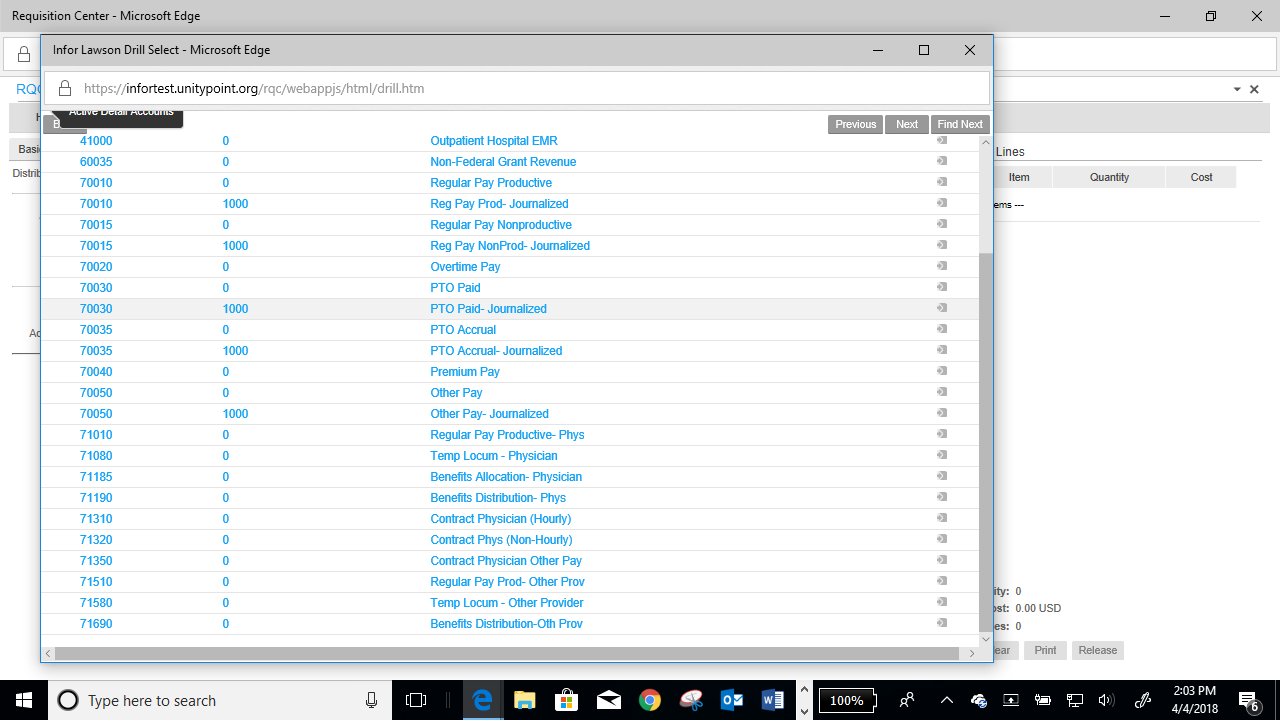 Requisition Center - Microsoft Edge
Infor Lawson Drill Select - Microsoft Edge
https://infortest.unitypoint.org/rqc/webappjs/html/drill.htm
Active Detail Accounts
Previous Next Find Next
41000 0 Outpatient Hospital EMR
60035 0 Non-Federal Grant Revenue
70010 0 Regular Pay Productive
70010 1000 Reg Pay Prod- Journalized
70015 0 Regular Pay Nonproductive
70015 1000 Reg Pay NonProd- Journalized
70020 0 Overtime Pay
70030 0 PTO Paid
70030 1000 PTO Paid- Journalized
70035 0 PTO Accrual
70035 1000 PTO Accrual- Journalized
70040 0 Premium Pay
70050 0 Other Pay
70050 1000 Other Pay- Journalized
71010 0 Regular Pay Productive- Phys
71080 0 Temp Locum - Physician
71185 0 Benefits Allocation- Physician
71190 0 Benefits Distribution- Phys
71310 0 Contract Physician (Hourly)
71320 0 Contract Phys (Non-Hourly)
71350 0 Contract Physician Other Pay
71510 0 Regular Pay Prod- Other Prov
71580 0 Temp Locum - Other Provider
71690 0 Benefits Distribution-Oth Prov
RQC
Basi
Distrib
Ac
Lines
Item Quantity Cost
ems ---
ity: 0
ost: 0.00 USD
es: 0
ear Print Release
Type here to search
100%
2:03 PM
4/4/2018
6